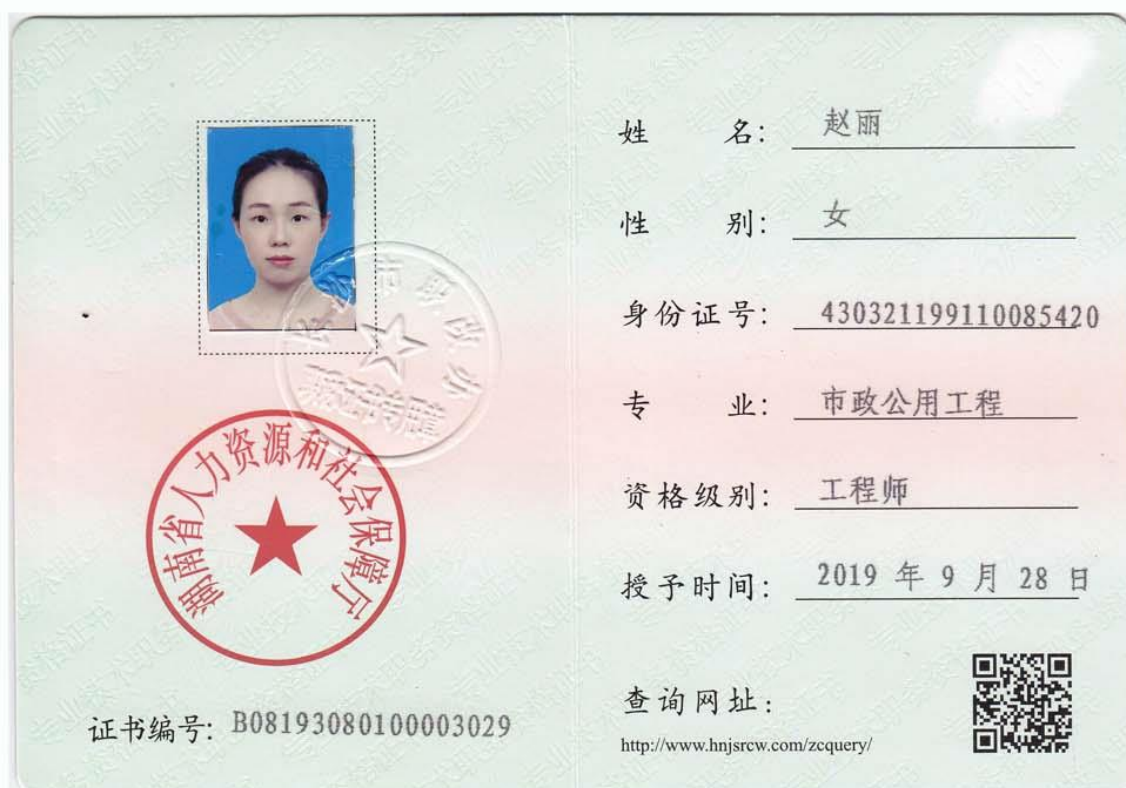 湖南省人力资源和社会保障厅
证书编号: B08193080100003029
姓 名: 赵丽
性 别: 女
身份证号: 430321199110085420
专 业: 市政公用工程
资格级别: 工程师
授予时间: 2019 年 9 月 28 日
查询网址:
http://www.hnjsrcw.com/zcquery/